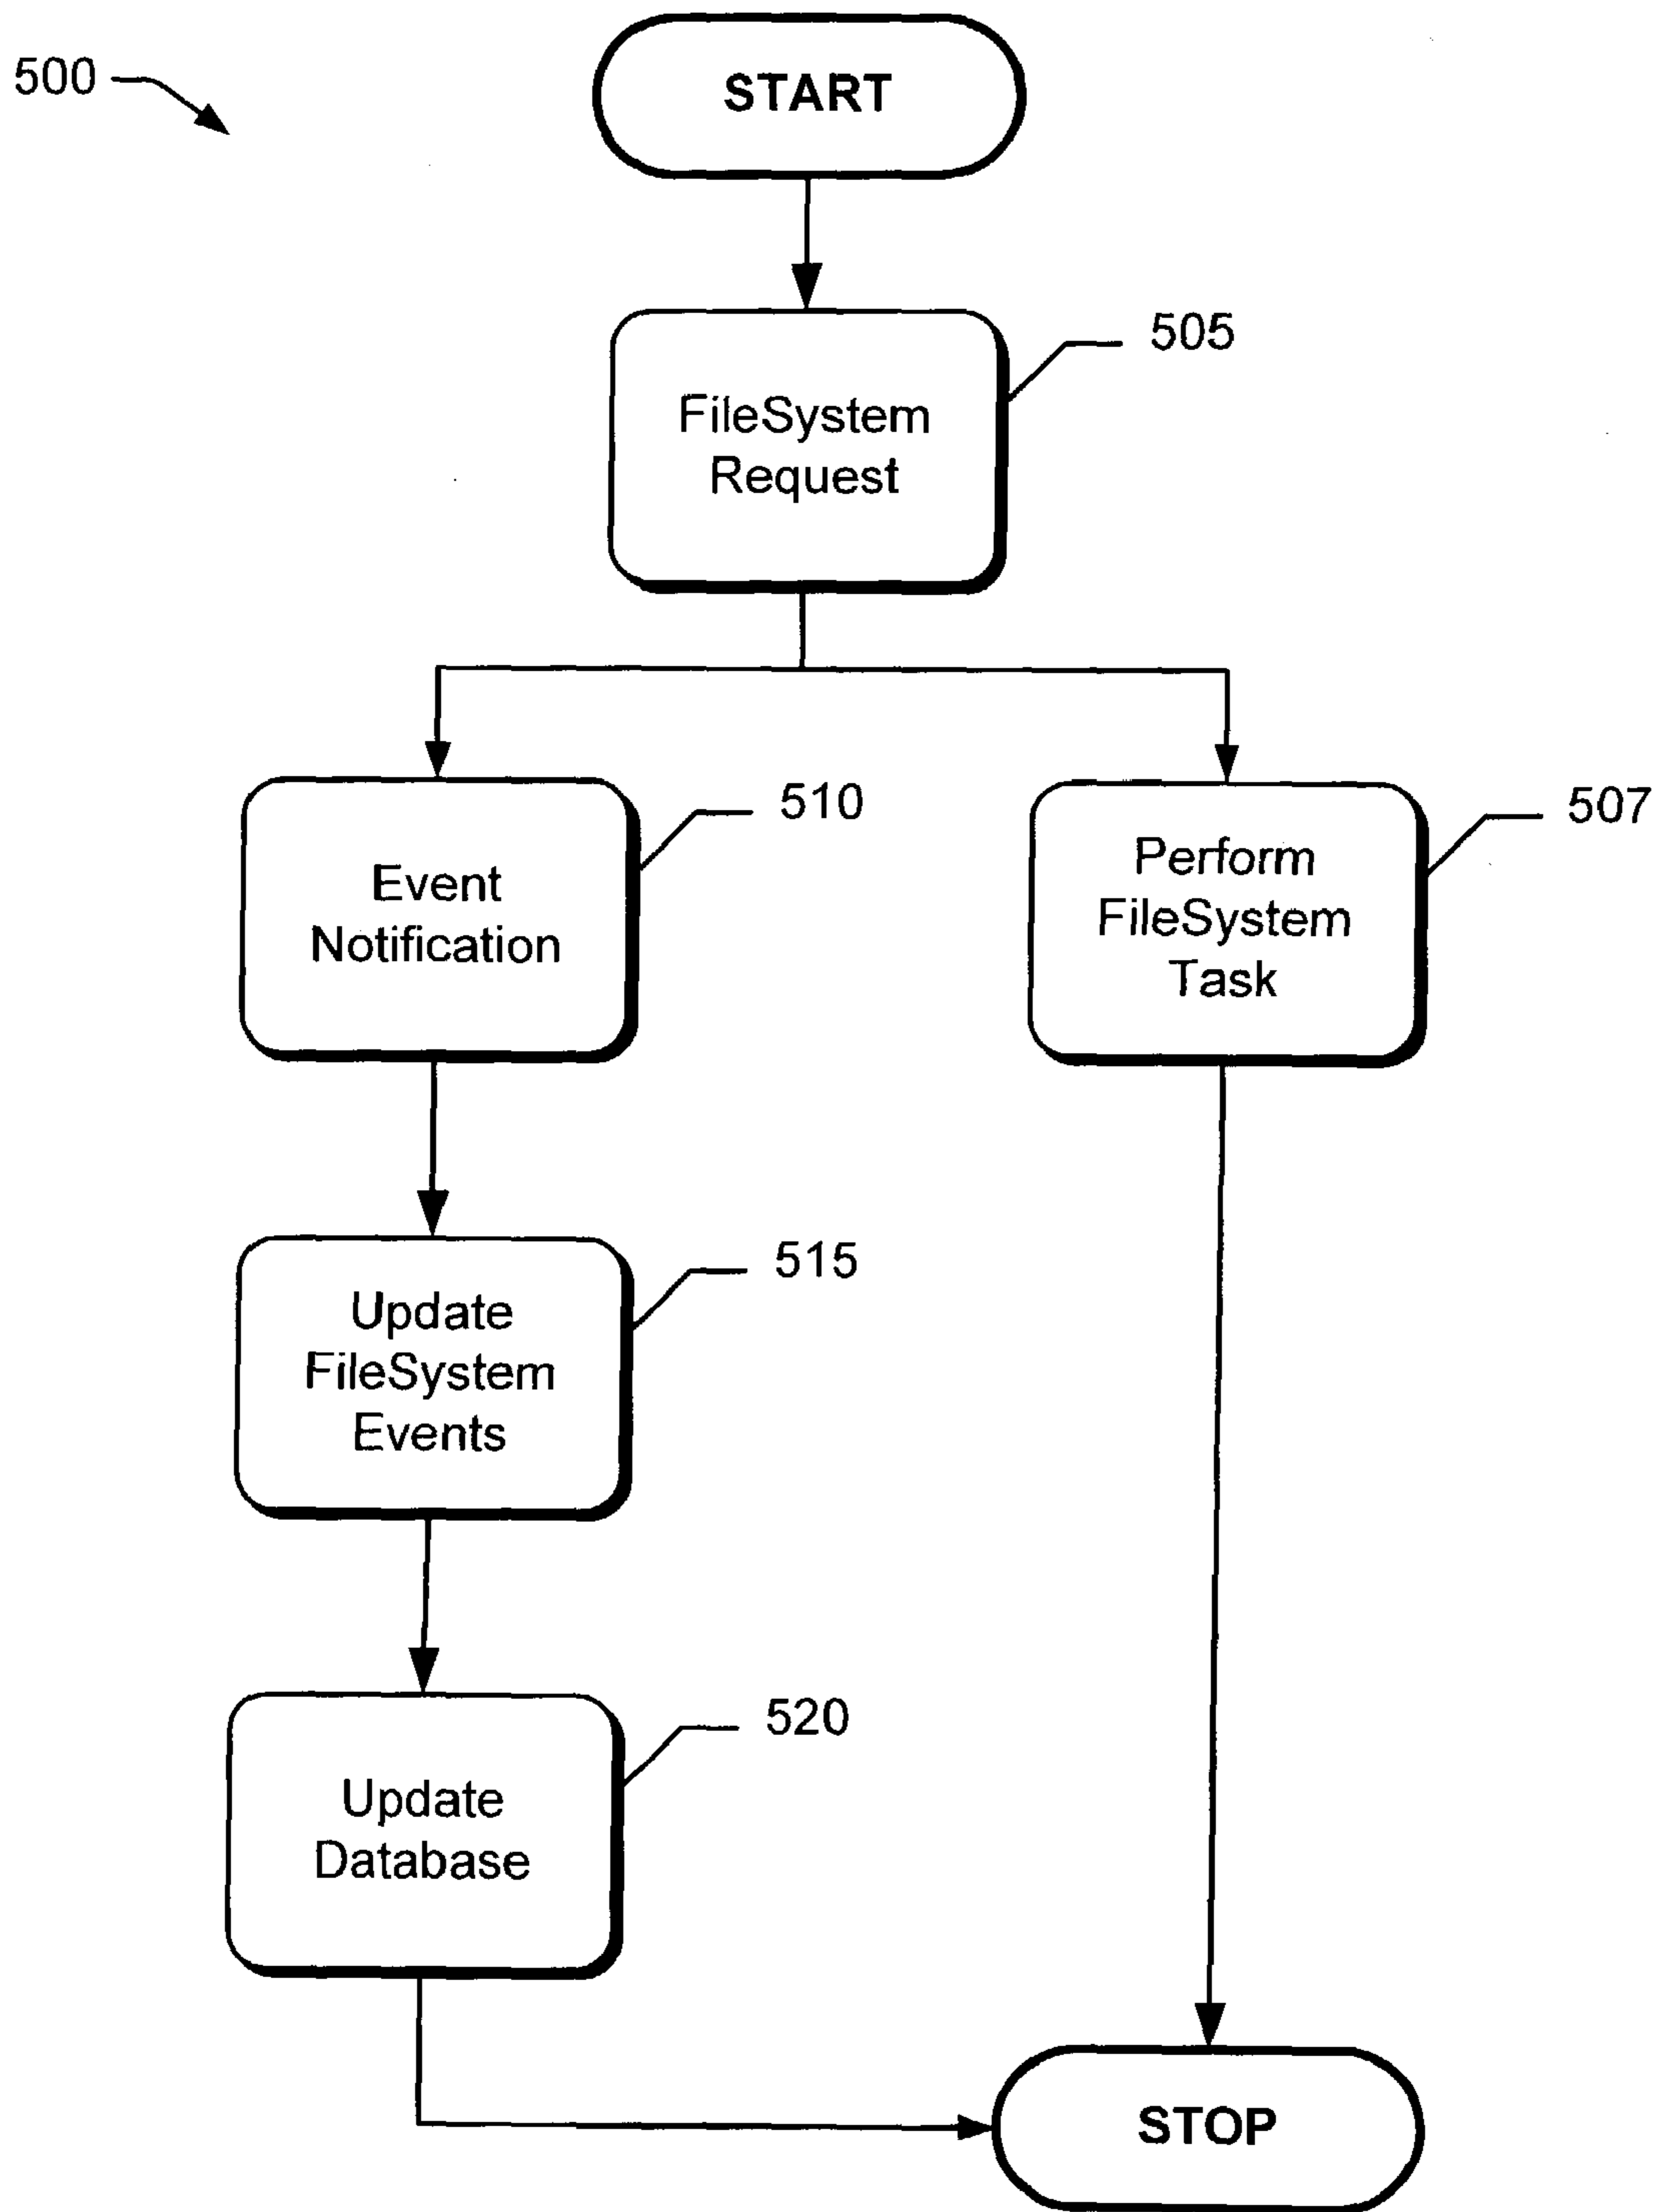 500
START
505
FileSystem
Request
510
Event
Notification
507
Perform
FileSystem
Task
515
Update
FileSystem
Events
520
Update
Database
STOP